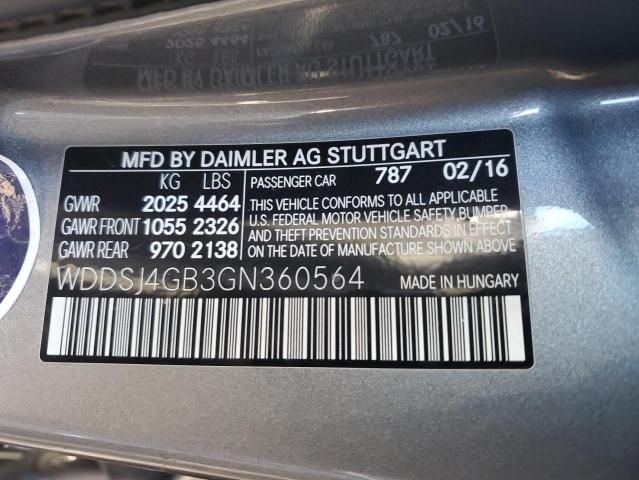 MFD BY DAIMLER AG STUTTGART
KG LBS
GVWR 2025 4464
GAWR FRONT 1055 2326
GAWR REAR 970 2138
PASSENGER CAR 787 02/16
THIS VEHICLE CONFORMS TO ALL APPLICABLE
U.S. FEDERAL MOTOR VEHICLE SAFETY, BUMPER
AND THEFT PREVENTION STANDARDS IN EFFECT
ON THE DATE OF MANUFACTURE SHOWN ABOVE
WDDSJ4GB3GN360564 MADE IN HUNGARY